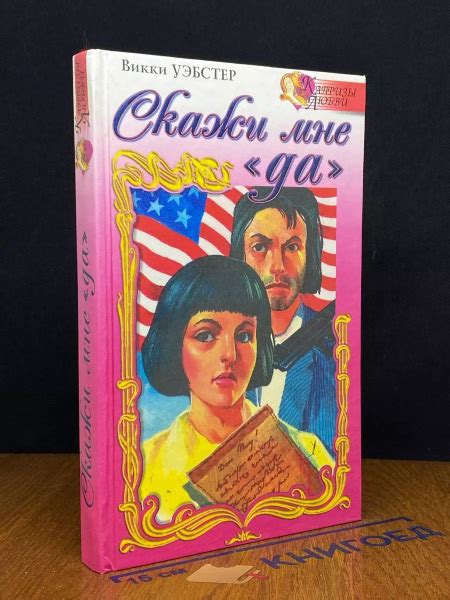 Викки УЭБСТЕР
Капризы
Любви
Скажи мне
«да»
Скажи мне «да»
15 см
КНИГОЕД